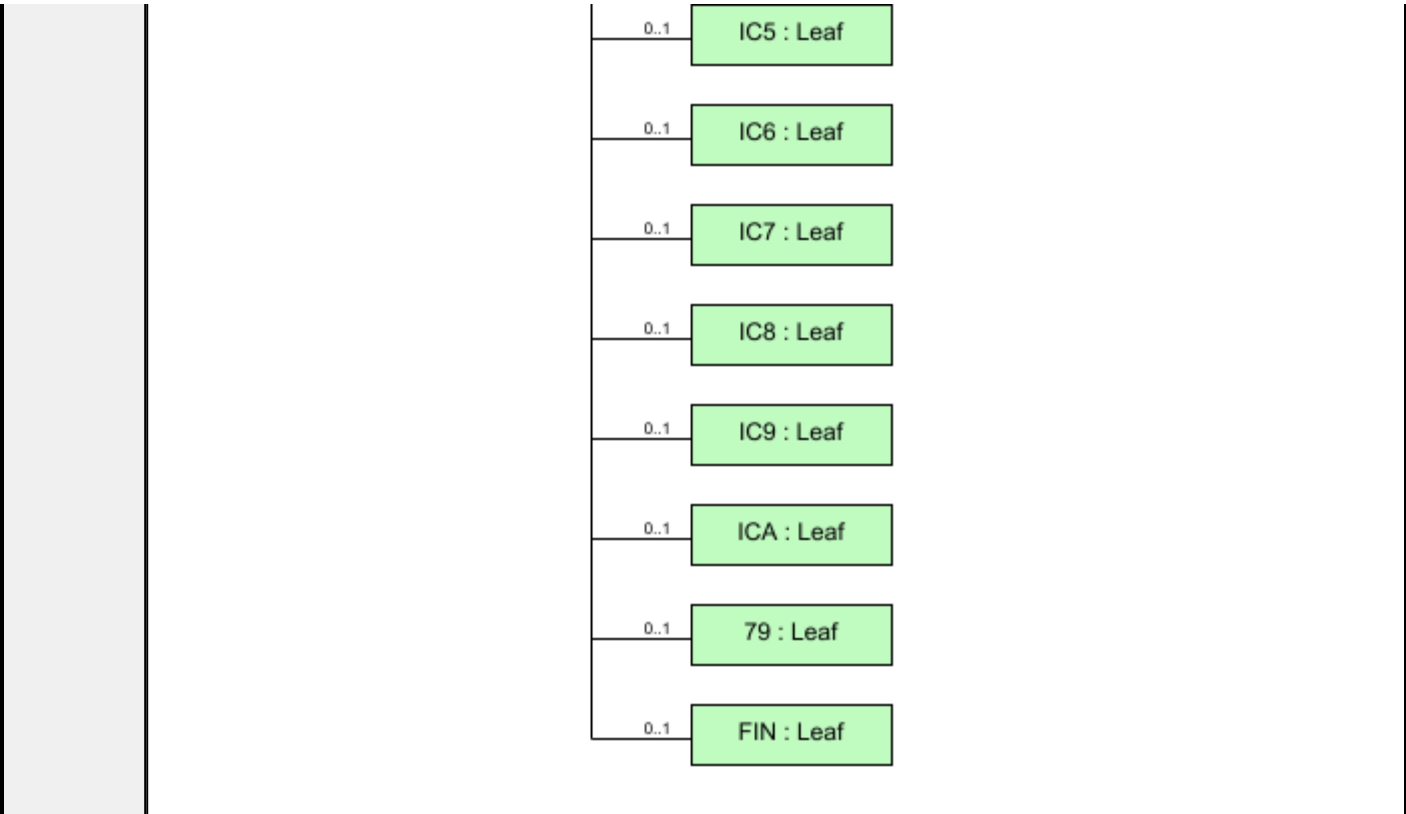 0..1 IC5 : Leaf
0..1 IC6 : Leaf
0..1 IC7 : Leaf
0..1 IC8 : Leaf
0..1 IC9 : Leaf
0..1 ICA : Leaf
0..1 79 : Leaf
0..1 FIN : Leaf